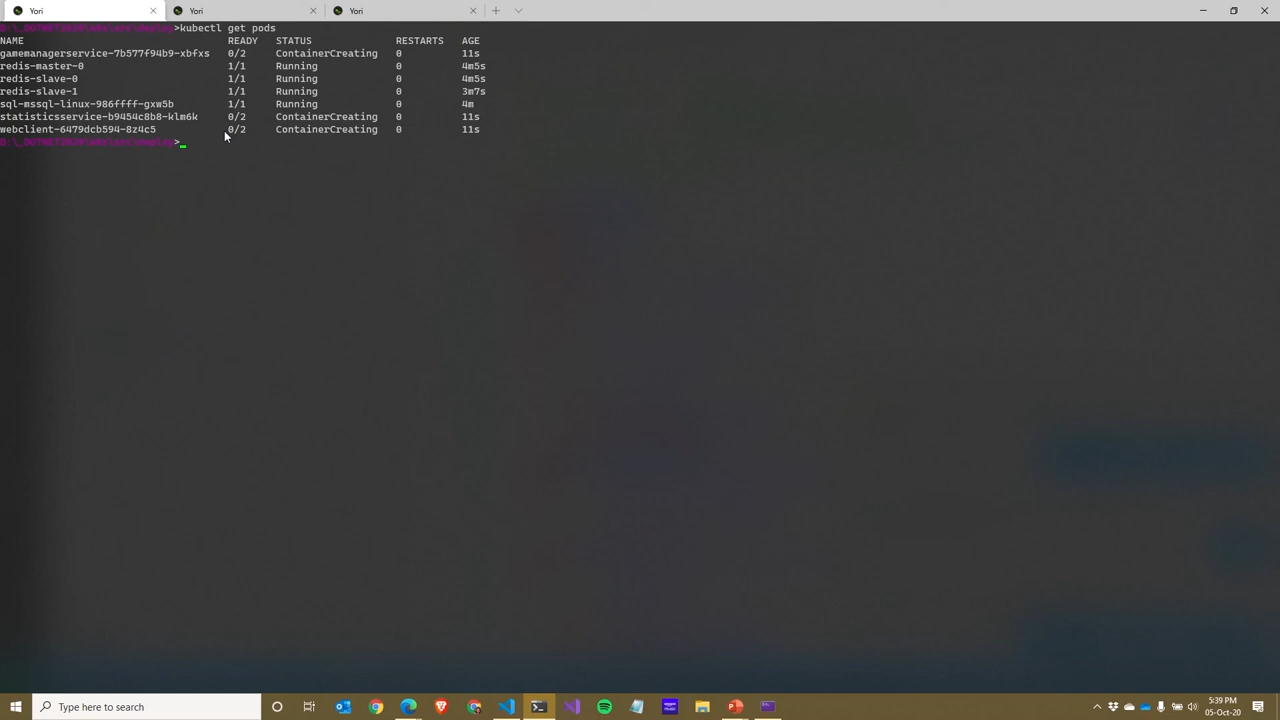 Yori
Yori
Yori
D:\_DOTNET2020\k8s\src\deploy>kubectl get pods
NAME READY STATUS RESTARTS AGE
gamemanagerservice-7b577f94b9-xbfxs 0/2 ContainerCreating 0 11s
redis-master-0 1/1 Running 0 4m5s
redis-slave-0 1/1 Running 0 4m5s
redis-slave-1 1/1 Running 0 3m7s
sql-mssql-linux-986ffff-gxw5b 1/1 Running 0 4m
statisticsservice-b9454c8b8-klm6k 0/2 ContainerCreating 0 11s
webclient-6479dcb594-8z4c5 0/2 ContainerCreating 0 11s
Type here to search
5:39 PM
05-Oct-20